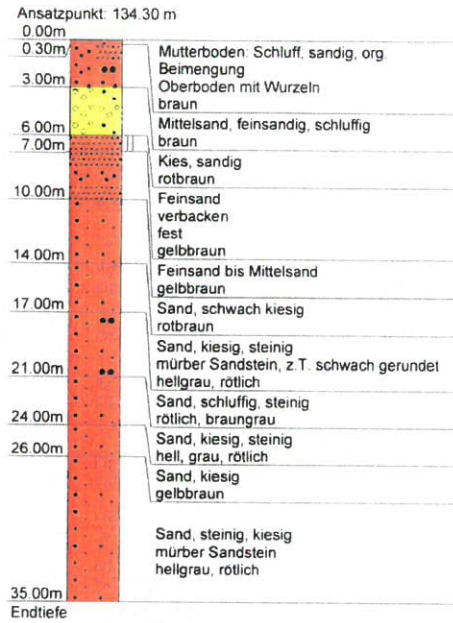 Ansatzpunkt: 134.30 m
0.00m
0.30m
Mutterboden: Schluff, sandig, org.
Beimengung
Oberboden mit Wurzeln
braun
3.00m
Mittelsand, feinsandig, schluffig
braun
6.00m
Kies, sandig
rotbraun
7.00m
Feinsand
verbacken
fest
gelbbraun
10.00m
Feinsand bis Mittelsand
gelbbraun
14.00m
Sand, schwach kiesig
rotbraun
17.00m
Sand, kiesig, steinig
mürber Sandstein, z.T. schwach gerundet
hellgrau, rötlich
21.00m
Sand, schluffig, steinig
rötlich, braungrau
24.00m
Sand, kiesig, steinig
hell, grau, rötlich
26.00m
Sand, kiesig
gelbbraun
Sand, steinig, kiesig
mürber Sandstein
hellgrau, rötlich
35.00m
Endtiefe